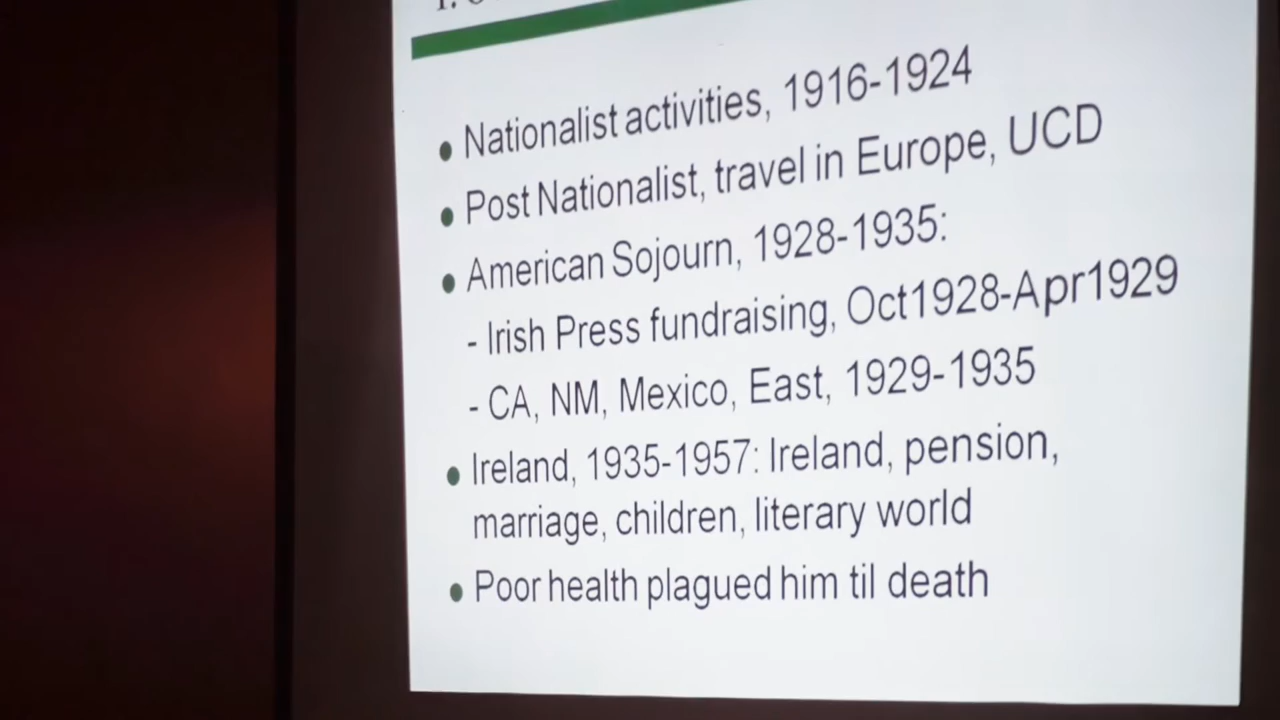 • Nationalist activities, 1916-1924
• Post Nationalist, travel in Europe, UCD
• American Sojourn, 1928-1935:
- Irish Press fundraising, Oct1928-Apr1929
- CA, NM, Mexico, East, 1929-1935
• Ireland, 1935-1957: Ireland, pension,
marriage, children, literary world
• Poor health plagued him til death